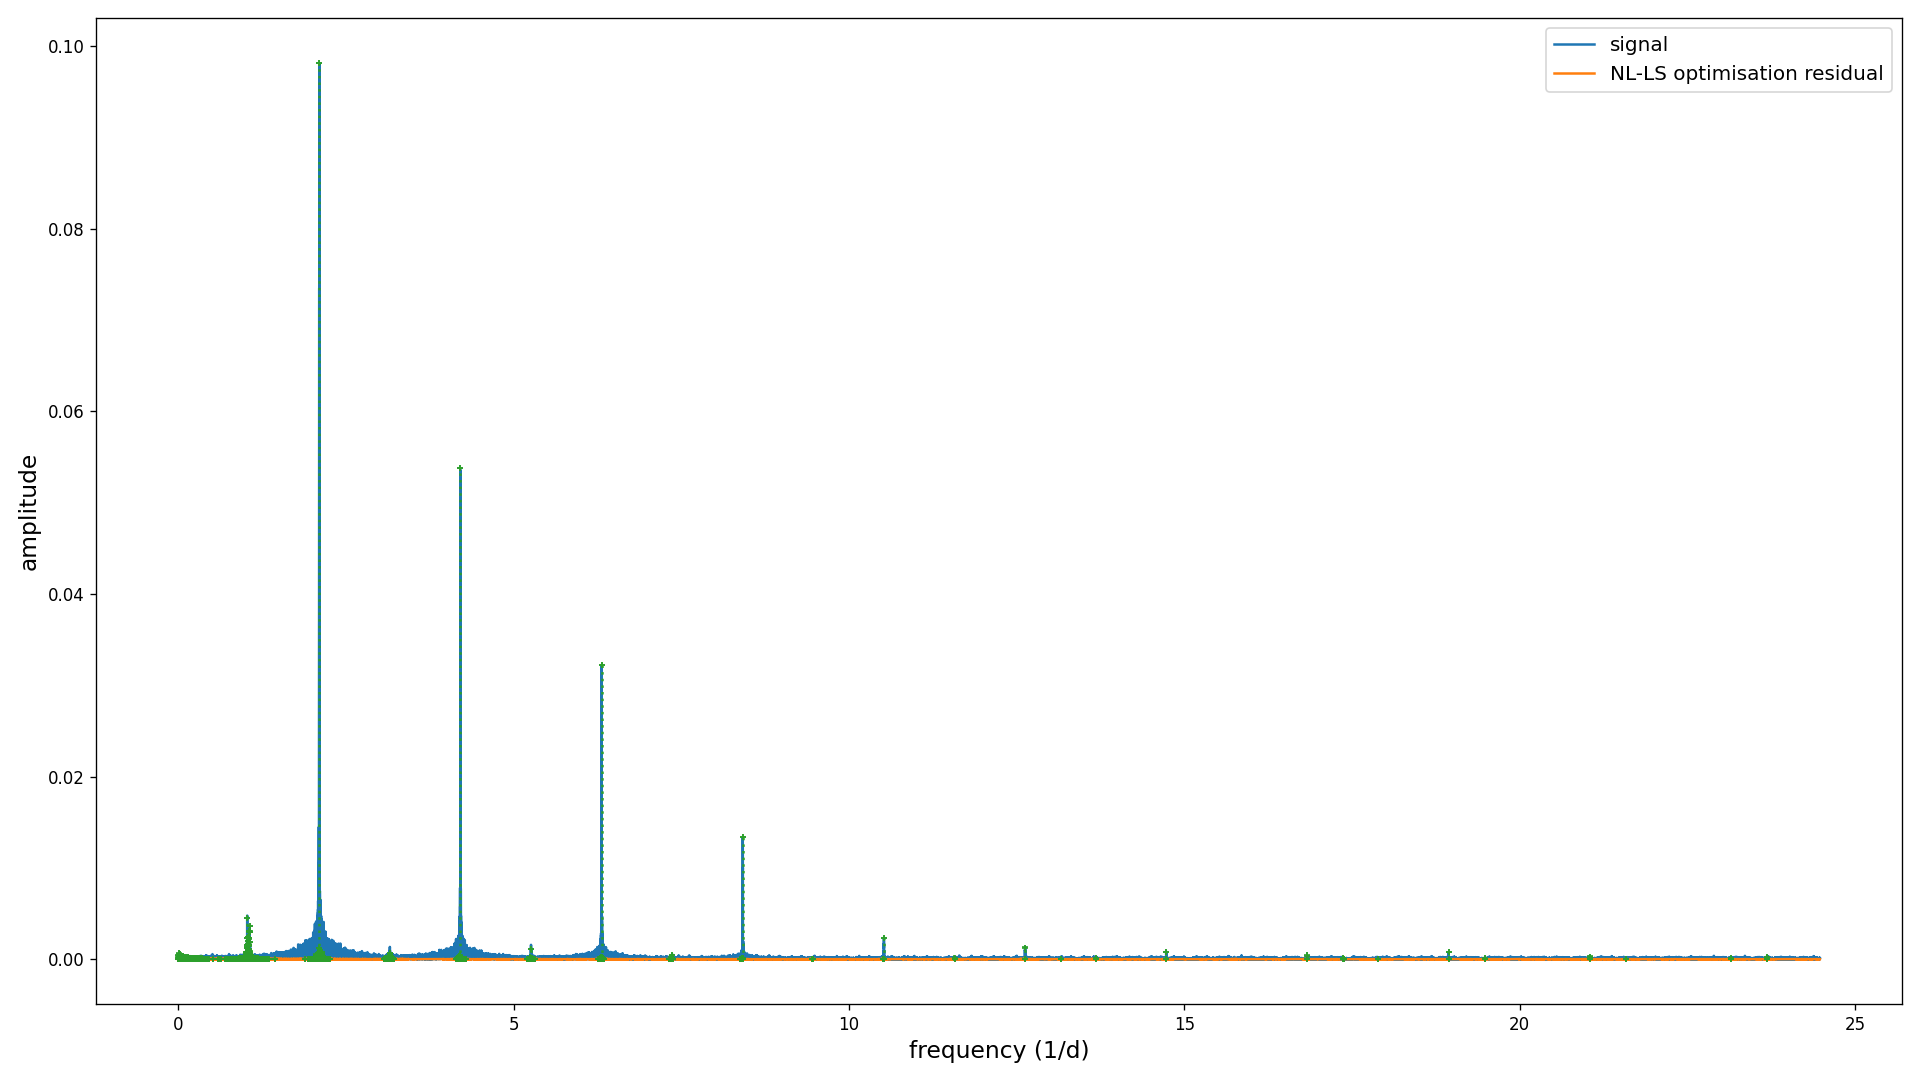 signal
NL-LS optimisation residual
0.10
0.08
0.06
0.04
0.02
0.00
amplitude
0 5 10 15 20 25
frequency (1/d)